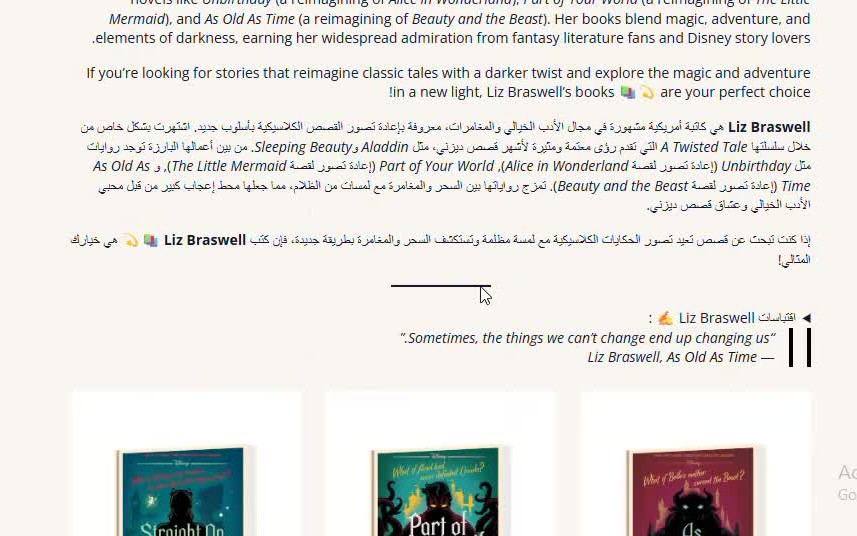 novels like Unbirthday (a reimagining of Alice in Wonderland), Part of Your World (a reimagining of The Little
Mermaid), and As Old As Time (a reimagining of Beauty and the Beast). Her books blend magic, adventure, and
.elements of darkness, earning her widespread admiration from fantasy literature fans and Disney story lovers
If you’re looking for stories that reimagine classic tales with a darker twist and explore the magic and adventure
!in a new light, Liz Braswell’s books 📚 💫 are your perfect choice
Liz Braswell هي كاتبة أمريكية مشهورة في مجال الأدب الخيالي والمغامرات، معروفة بإعادة تصور القصص الكلاسيكية بأسلوب جديد. اشتهرت بشكل خاص من
خلال سلسلتها A Twisted Tale التي تقدم رؤى معتمة ومثيرة لأشهر قصص ديزني، مثل Aladdin وSleeping Beauty. من بين أعمالها البارزة توجد روايات
مثل Unbirthday (إعادة تصور لقصة Alice in Wonderland)، Part of Your World (إعادة تصور لقصة The Little Mermaid)، و As Old As
Time (إعادة تصور لقصة Beauty and the Beast). تمزج رواياتها بين السحر والمغامرة مع لمسات من الظلام، مما جعلها محط إعجاب كبير من قبل محبي
الأدب الخيالي وعشاق قصص ديزني.
إذا كنت تبحث عن قصص تعيد تصور الحكايات الكلاسيكية مع لمسة مظلمة وتستكشف السحر والمغامرة بطريقة جديدة، فإن كتب Liz Braswell 📚 💫 هي خيارك
المثالي!
◄ اقتباسات Liz Braswell ✍️ :
”.Sometimes, the things we can’t change end up changing us“
Liz Braswell, As Old As Time —
Disney
Straight On
Disney
What if Ariel had never defeated Ursula?
Part of
Disney
What if Belle's mother cursed the Beast?
As